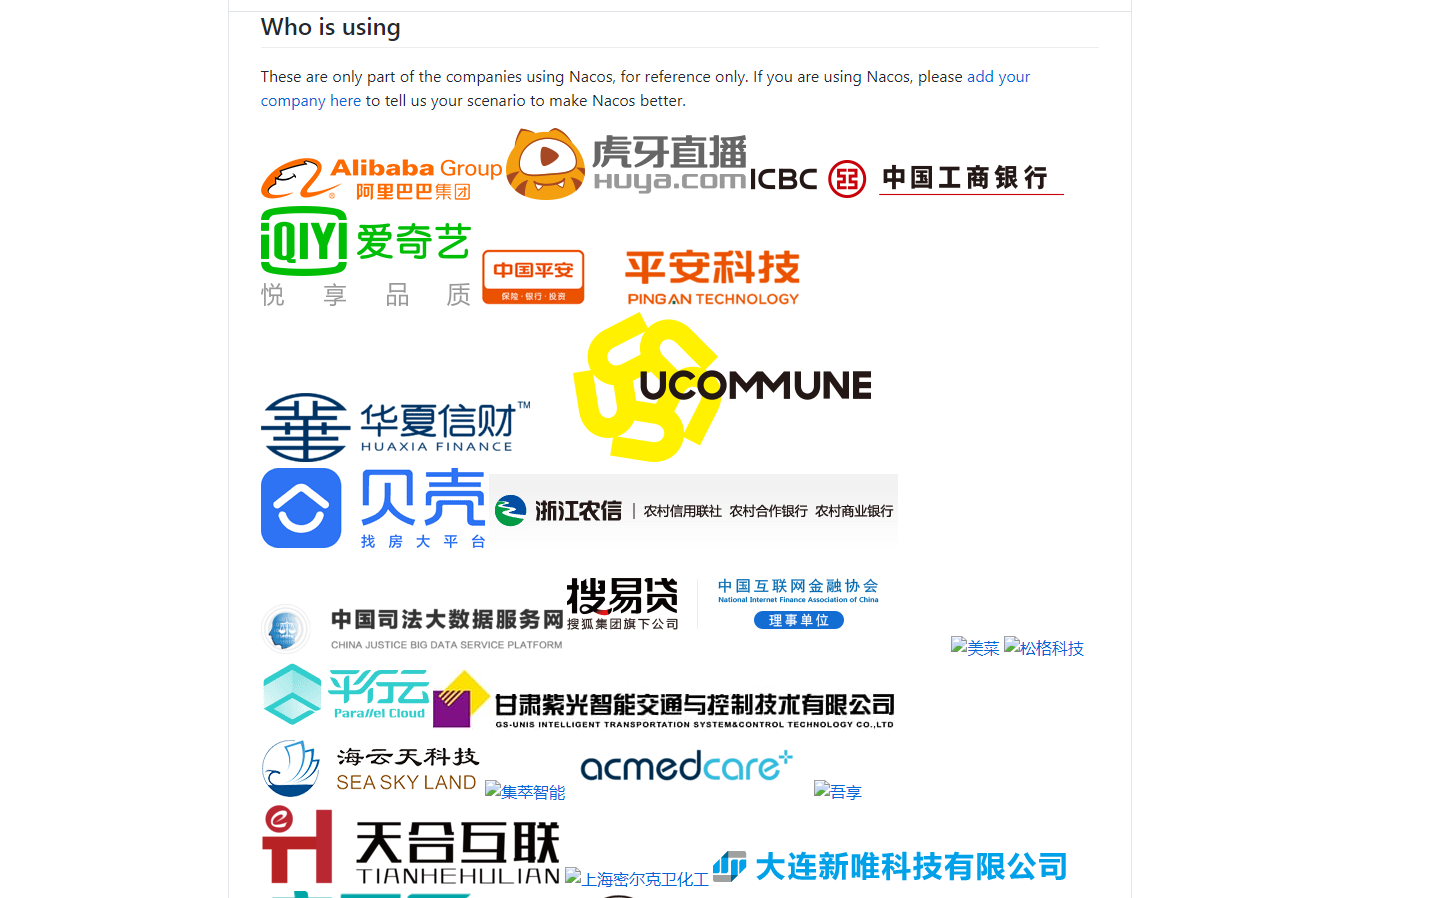 Who is using
These are only part of the companies using Nacos, for reference only. If you are using Nacos, please add your
company here to tell us your scenario to make Nacos better.
Alibaba Group
阿里巴巴集团
虎牙直播
HUYA.com
ICBC 中国工商银行
iQIYI 爱奇艺
悦享品质
中国平安
保险·银行·投资
平安科技
PINGAN TECHNOLOGY
华夏信财™
HUAXIA FINANCE
UCOMMUNE
贝壳
找房大平台
浙江农信 | 农村信用联社 农村合作银行 农村商业银行
中国司法大数据服务网
CHINA JUSTICE BIG DATA SERVICE PLATFORM
搜易贷
搜狐集团旗下公司
中国互联网金融协会
National Internet Finance Association of China
理事单位
美菜 松格科技
平行云
Parallel Cloud
甘肃紫光智能交通与控制技术有限公司
GS-UNIS INTELLIGENT TRANSPORTATION SYSTEM&CONTROL TECHNOLOGY CO.,LTD
海云天科技
SEA SKY LAND
集萃智能
acmedcare+
吾享
天合互联
TIANHEHULIAN
上海密尔克卫化工
大连新唯科技有限公司